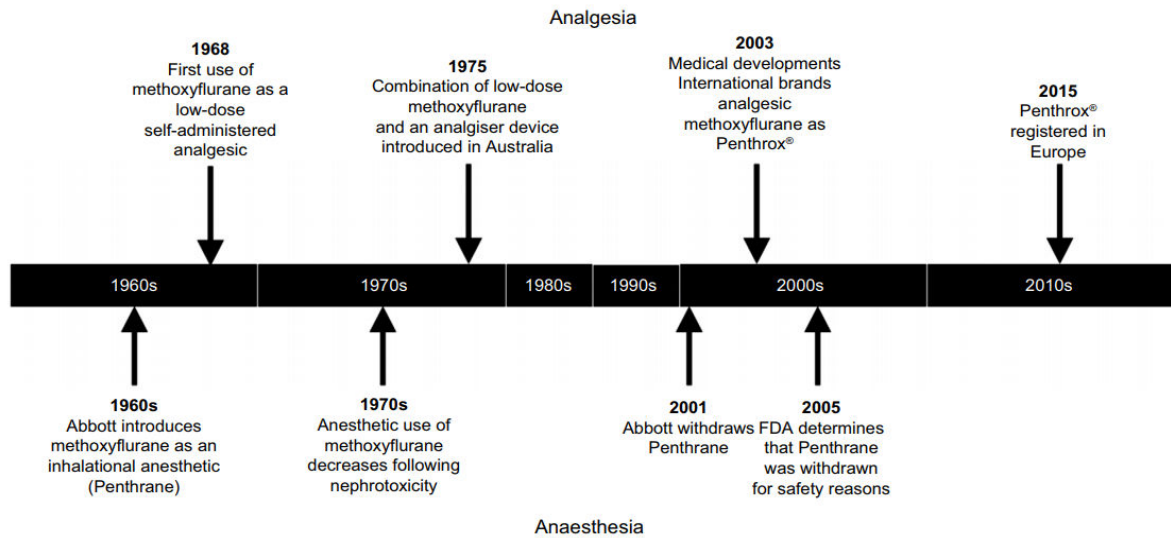 Analgesia
1968
First use of
methoxyflurane as a
low-dose
self-administered
analgesic
1975
Combination of low-dose
methoxyflurane
and an analgiser device
introduced in Australia
2003
Medical developments
International brands
analgesic
methoxyflurane as
Penthrox®
2015
Penthrox®
registered in
Europe
1960s
1970s
1980s
1990s
2000s
2010s
1960s
Abbott introduces
methoxyflurane as an
inhalational anesthetic
(Penthrane)
1970s
Anesthetic use of
methoxyflurane
decreases following
nephrotoxicity
2001
Abbott withdraws
Penthrane
2005
FDA determines
that Penthrane
was withdrawn
for safety reasons
Anaesthesia